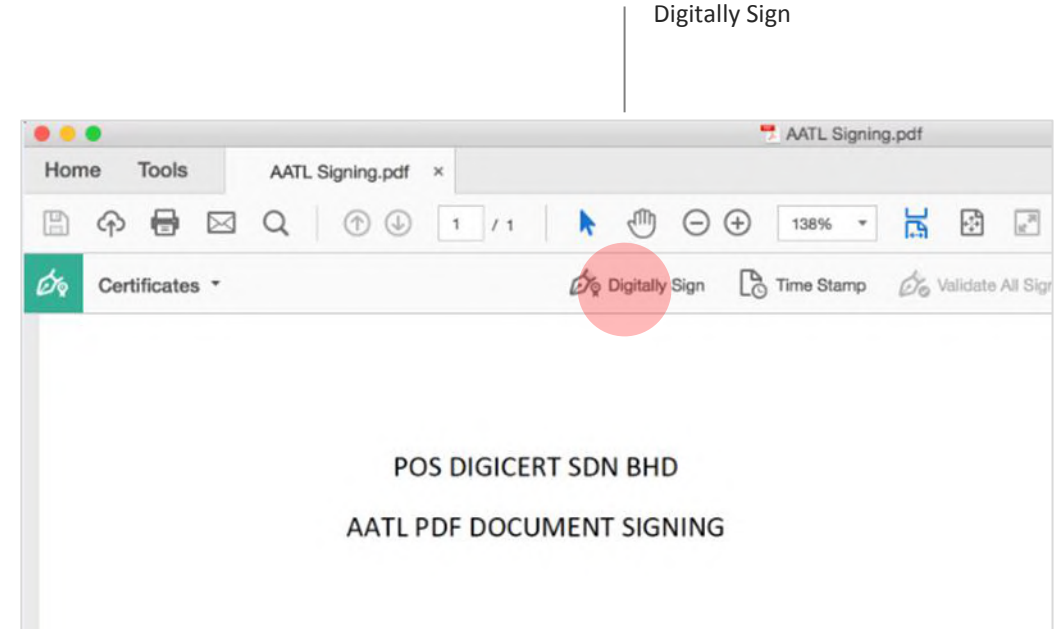 Digitally Sign
AATL Signing.pdf
Home Tools AATL Signing.pdf ×
1 / 1 138%
Certificates Digitally Sign Time Stamp Validate All Sigr
POS DIGICERT SDN BHD
AATL PDF DOCUMENT SIGNING